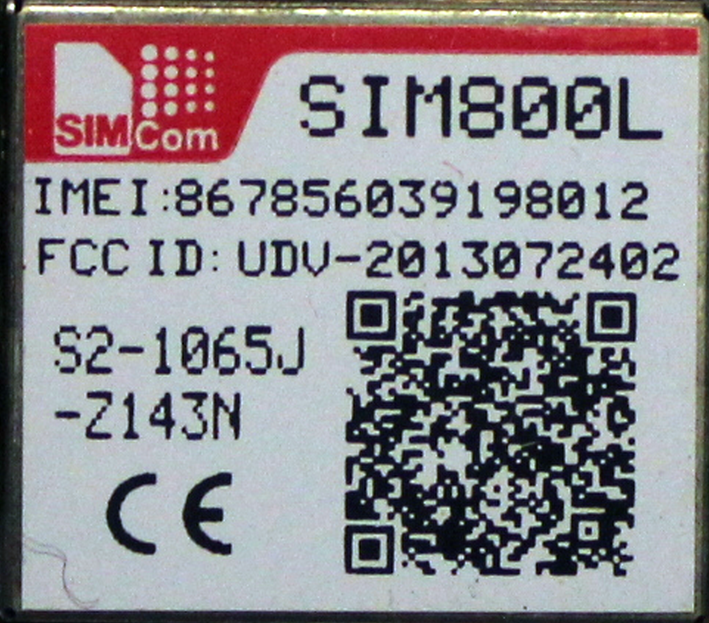 SIMCom
SIM800L
IMEI:867856039198012
FCC ID: UDV-2013072402
S2-1065J
-Z143N
CE